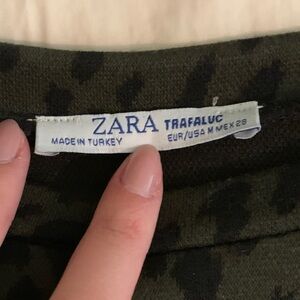 ZARA TRAFALUC
MADE IN TURKEY EUR/USA M MEX 28